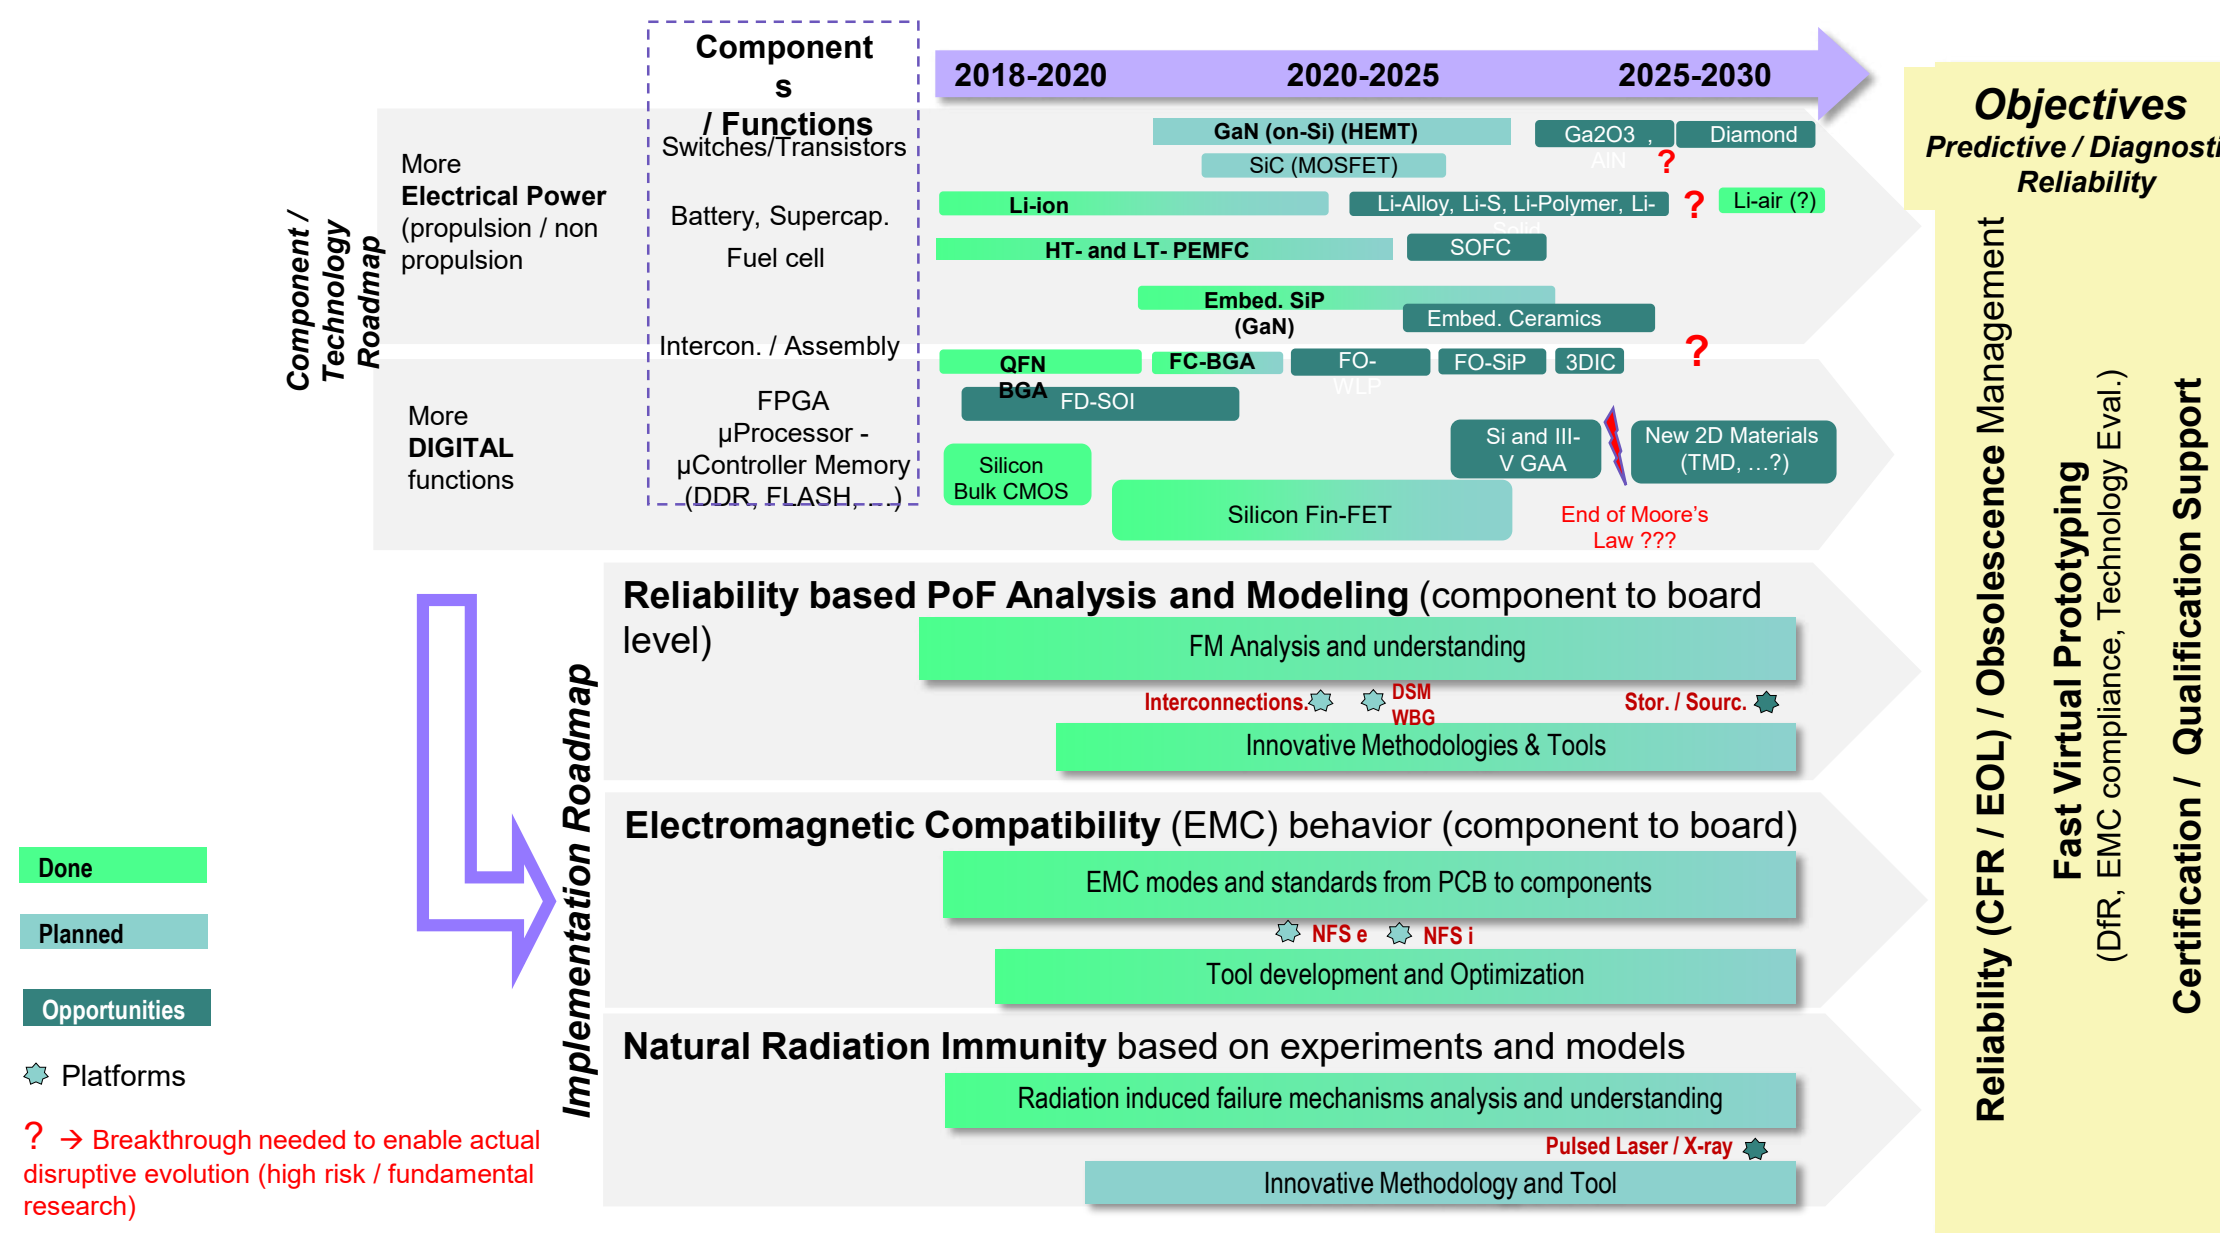 Component
s
/ Functions
2018-2020
2020-2025
2025-2030
Objectives
Predictive / Diagnosti
Reliability
Component /
Technology
Roadmap
More
Electrical Power
(propulsion / non
propulsion
Switches/Transistors
Battery, Supercap.
Fuel cell
Intercon. / Assembly
GaN (on-Si) (HEMT)
Ga2O3 ,
AlN
Diamond
SiC (MOSFET)
?
Li-ion
Li-Alloy, Li-S, Li-Polymer, Li-
Solid
?
Li-air (?)
HT- and LT- PEMFC
SOFC
Embed. SiP
(GaN)
Embed. Ceramics
QFN
BGA
FC-BGA
FO-
WLP
FO-SiP
3DIC
?
More
DIGITAL
functions
FPGA
µProcessor -
µController Memory
(DDR, FLASH, …)
FD-SOI
Silicon
Bulk CMOS
Silicon Fin-FET
Si and III-
V GAA
New 2D Materials
(TMD, …?)
End of Moore’s
Law ???
Implementation Roadmap
Reliability based PoF Analysis and Modeling (component to board
level)
FM Analysis and understanding
Interconnections.
DSM
WBG
Stor. / Sourc.
Innovative Methodologies & Tools
Electromagnetic Compatibility (EMC) behavior (component to board)
EMC modes and standards from PCB to components
NFS e
NFS i
Tool development and Optimization
Natural Radiation Immunity based on experiments and models
Radiation induced failure mechanisms analysis and understanding
Pulsed Laser / X-ray
Innovative Methodology and Tool
Reliability (CFR / EOL) / Obsolescence Management
Fast Virtual Prototyping
(DfR, EMC compliance, Technology Eval.)
Certification / Qualification Support
Done
Planned
Opportunities
Platforms
? → Breakthrough needed to enable actual
disruptive evolution (high risk / fundamental
research)